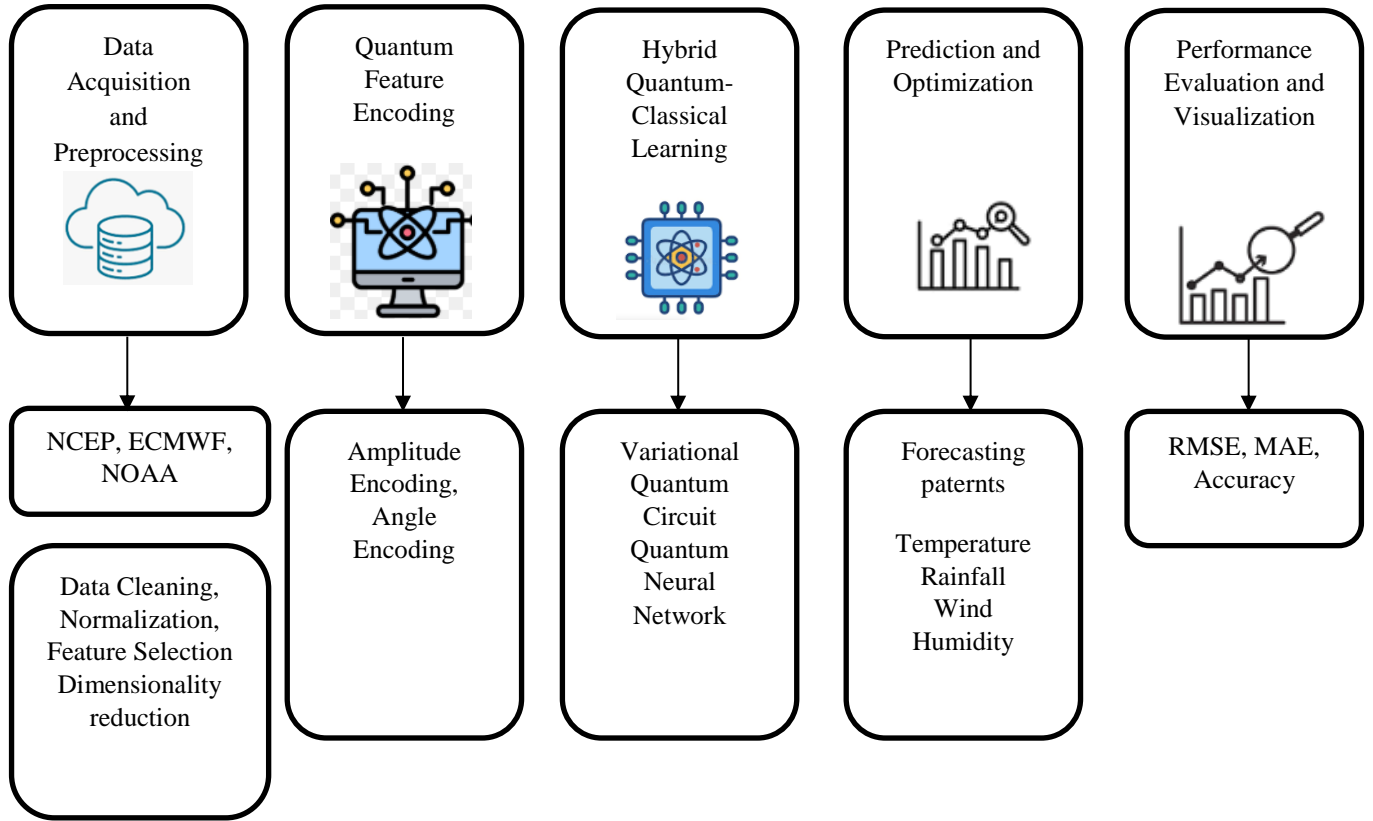 Data
Acquisition
and
Preprocessing
Quantum
Feature
Encoding
Hybrid
Quantum-
Classical
Learning
Prediction and
Optimization
Performance
Evaluation and
Visualization
NCEP, ECMWF,
NOAA
Data Cleaning,
Normalization,
Feature Selection
Dimensionality
reduction
Amplitude
Encoding,
Angle
Encoding
Variational
Quantum
Circuit
Quantum
Neural
Network
Forecasting
paternts
Temperature
Rainfall
Wind
Humidity
RMSE, MAE,
Accuracy